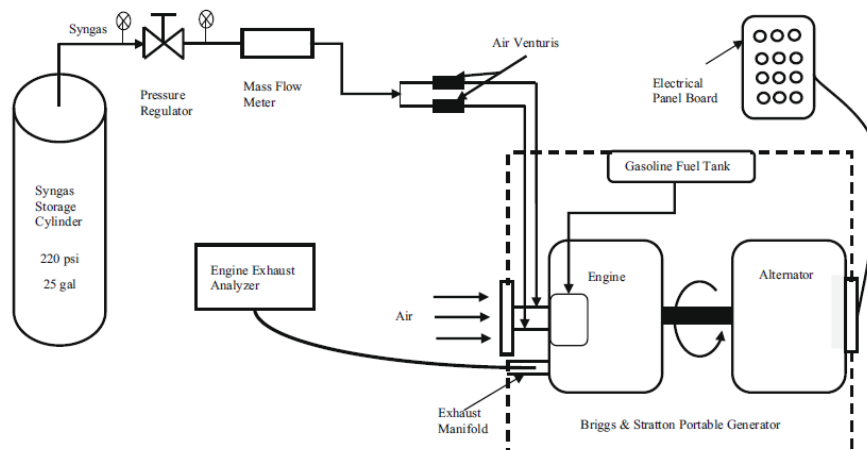 Syngas
Pressure
Regulator
Mass Flow
Meter
Air Venturis
Electrical
Panel Board
Gasoline Fuel Tank
Syngas
Storage
Cylinder
220 psi
25 gal
Engine Exhaust
Analyzer
Air
Engine
Alternator
Exhaust
Manifold
Briggs & Stratton Portable Generator